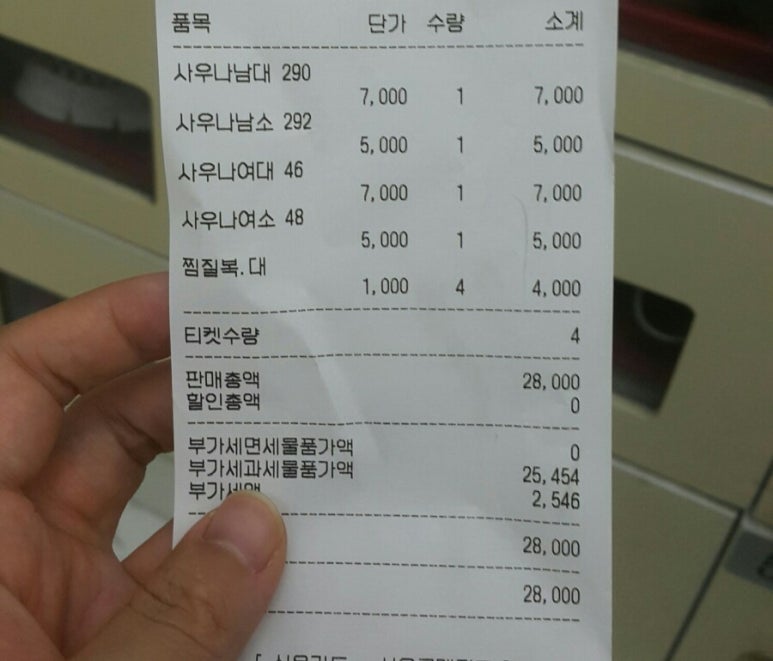 품목 단가 수량 소계
사우나남대 290
7,000 1 7,000
사우나남소 292
5,000 1 5,000
사우나여대 46
7,000 1 7,000
사우나여소 48
5,000 1 5,000
찜질복.대
1,000 4 4,000
티켓수량 4
판매총액 28,000
할인총액 0
부가세면세물품가액 0
부가세과세물품가액 25,454
부가세액 2,546
28,000
28,000